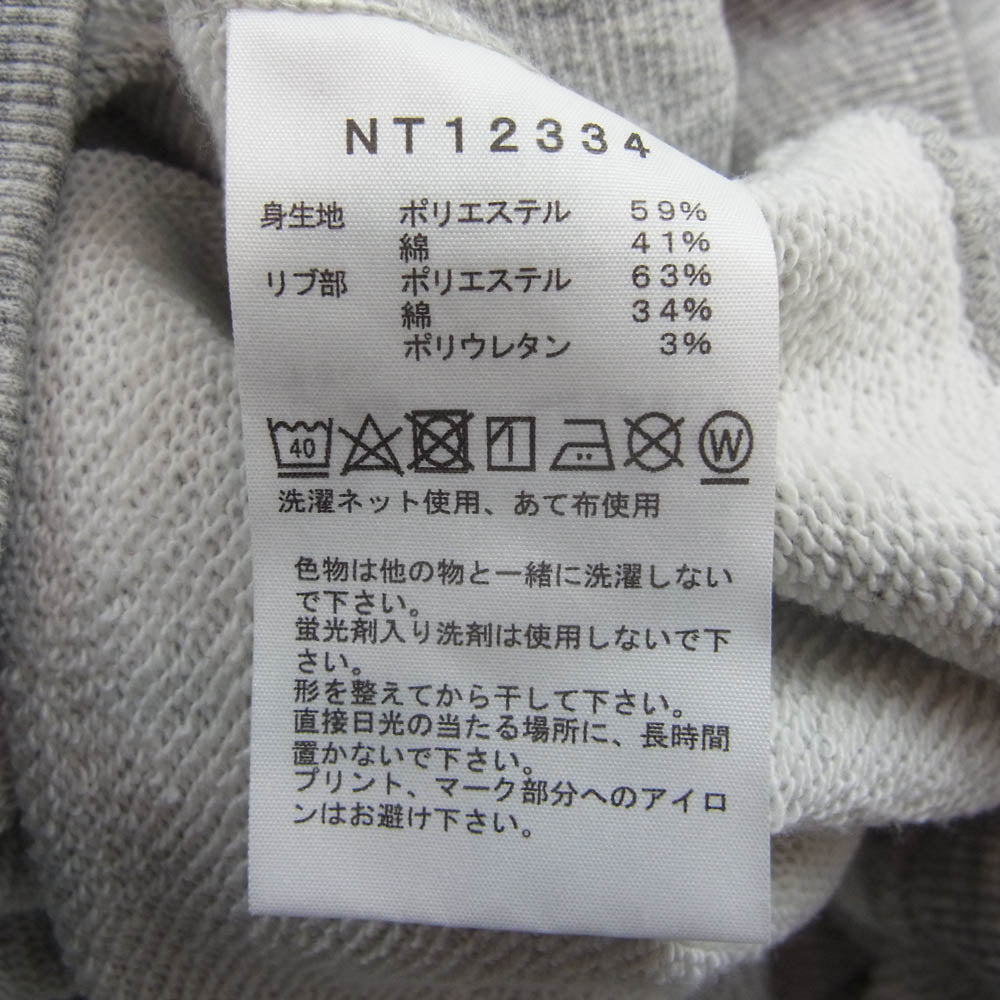 NT12334
身生地 ポリエステル 59%
綿 41%
リブ部 ポリエステル 63%
綿 34%
ポリウレタン 3%
40 W
洗濯ネット使用、あて布使用
色物は他の物と一緒に洗濯しない
で下さい。
蛍光剤入り洗剤は使用しないで下
さい。
形を整えてから干して下さい。
直接日光の当たる場所に、長時間
置かないで下さい。
プリント、マーク部分へのアイロ
ンはお避け下さい。